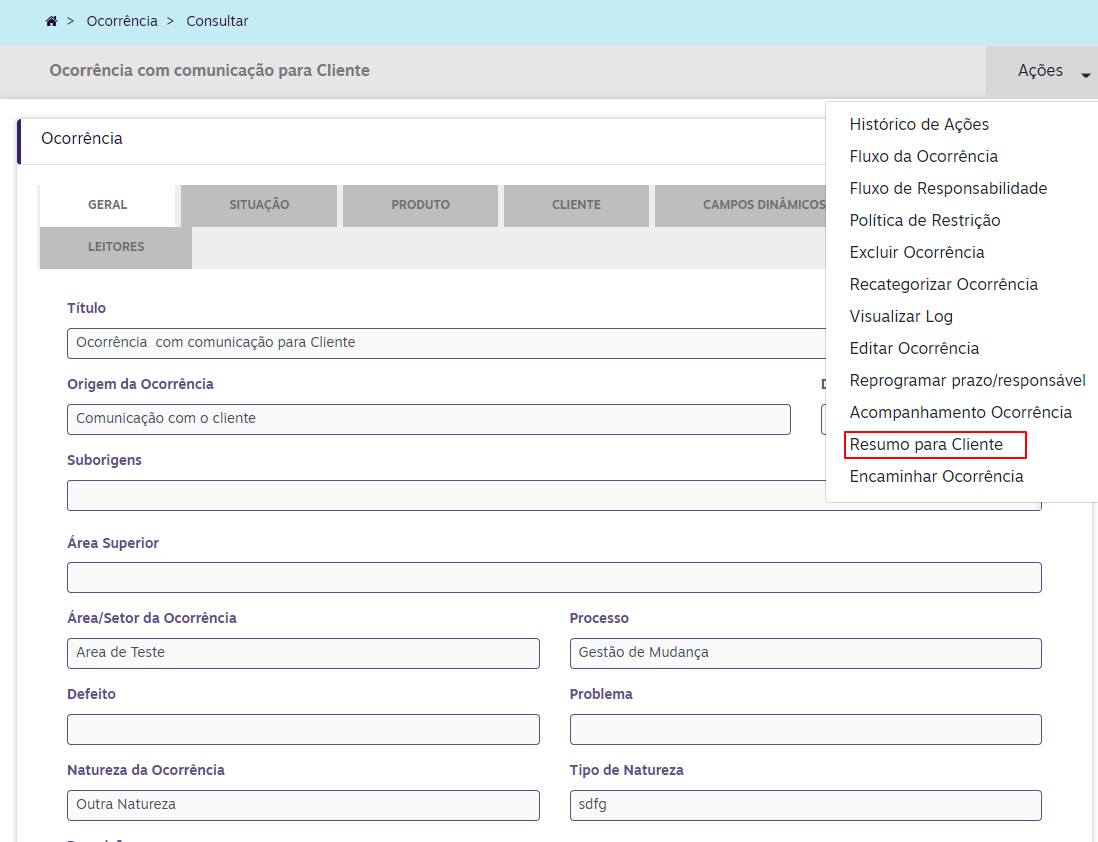 > Ocorrência > Consultar
Ocorrência com comunicação para Cliente
Ações
Histórico de Ações
Fluxo da Ocorrência
Fluxo de Responsabilidade
Política de Restrição
Excluir Ocorrência
Recategorizar Ocorrência
Visualizar Log
Editar Ocorrência
Reprogramar prazo/responsável
Acompanhamento Ocorrência
Resumo para Cliente
Encaminhar Ocorrência
Ocorrência
GERAL SITUAÇÃO PRODUTO CLIENTE CAMPOS DINÂMICOS
LEITORES
Título
Ocorrência  com comunicação para Cliente
Origem da Ocorrência
Comunicação com o cliente
Suborigens
Área Superior
Área/Setor da Ocorrência Processo
Area de Teste Gestão de Mudança
Defeito Problema
Natureza da Ocorrência Tipo de Natureza
Outra Natureza sdfg